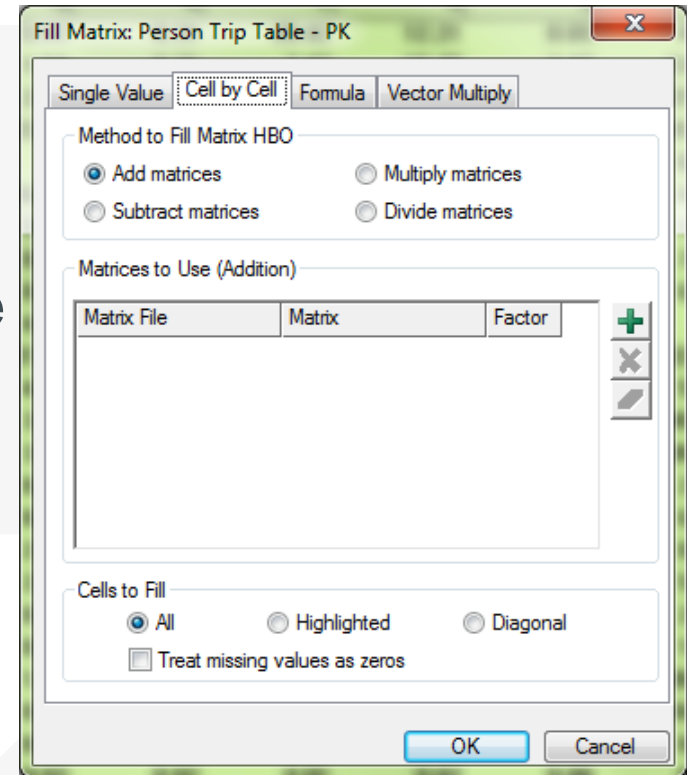 Fill Matrix: Person Trip Table - PK
Single Value Cell by Cell Formula Vector Multiply
Method to Fill Matrix HBO
Add matrices Multiply matrices
Subtract matrices Divide matrices
e
Matrices to Use (Addition)
Matrix File Matrix Factor
Cells to Fill
All Highlighted Diagonal
Treat missing values as zeros
OK Cancel